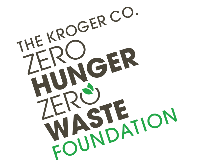 THE KROGER CO.
ZERO
HUNGER
ZERO
WASTE
FOUNDATION